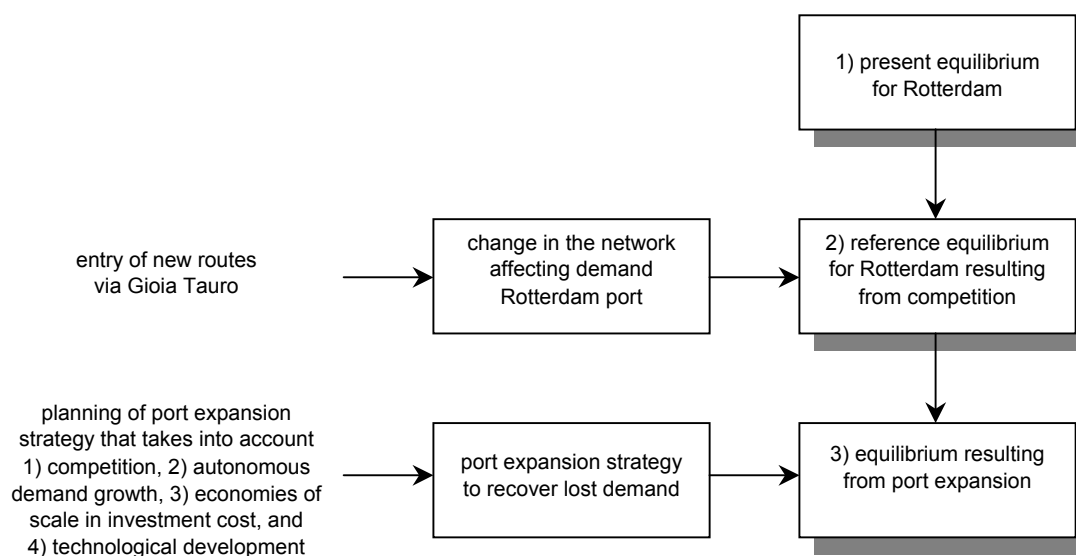 1) present equilibrium
for Rotterdam
entry of new routes
via Gioia Tauro
change in the network
affecting demand
Rotterdam port
2) reference equilibrium
for Rotterdam resulting
from competition
planning of port expansion
strategy that takes into account
1) competition, 2) autonomous
demand growth, 3) economies of
scale in investment cost, and
4) technological development
port expansion strategy
to recover lost demand
3) equilibrium resulting
from port expansion